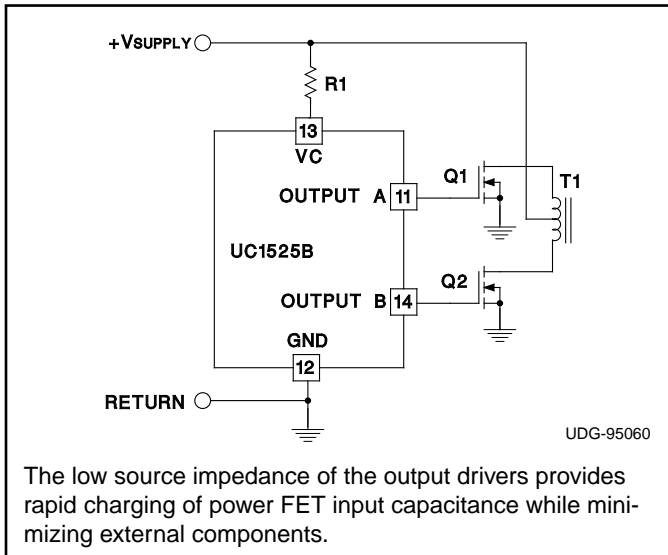 +VSUPPLY
R1
13
VC
OUTPUT A 11
Q1
T1
UC1525B
OUTPUT B 14
Q2
GND
12
RETURN
UDG-95060
The low source impedance of the output drivers provides
rapid charging of power FET input capacitance while mini-
mizing external components.